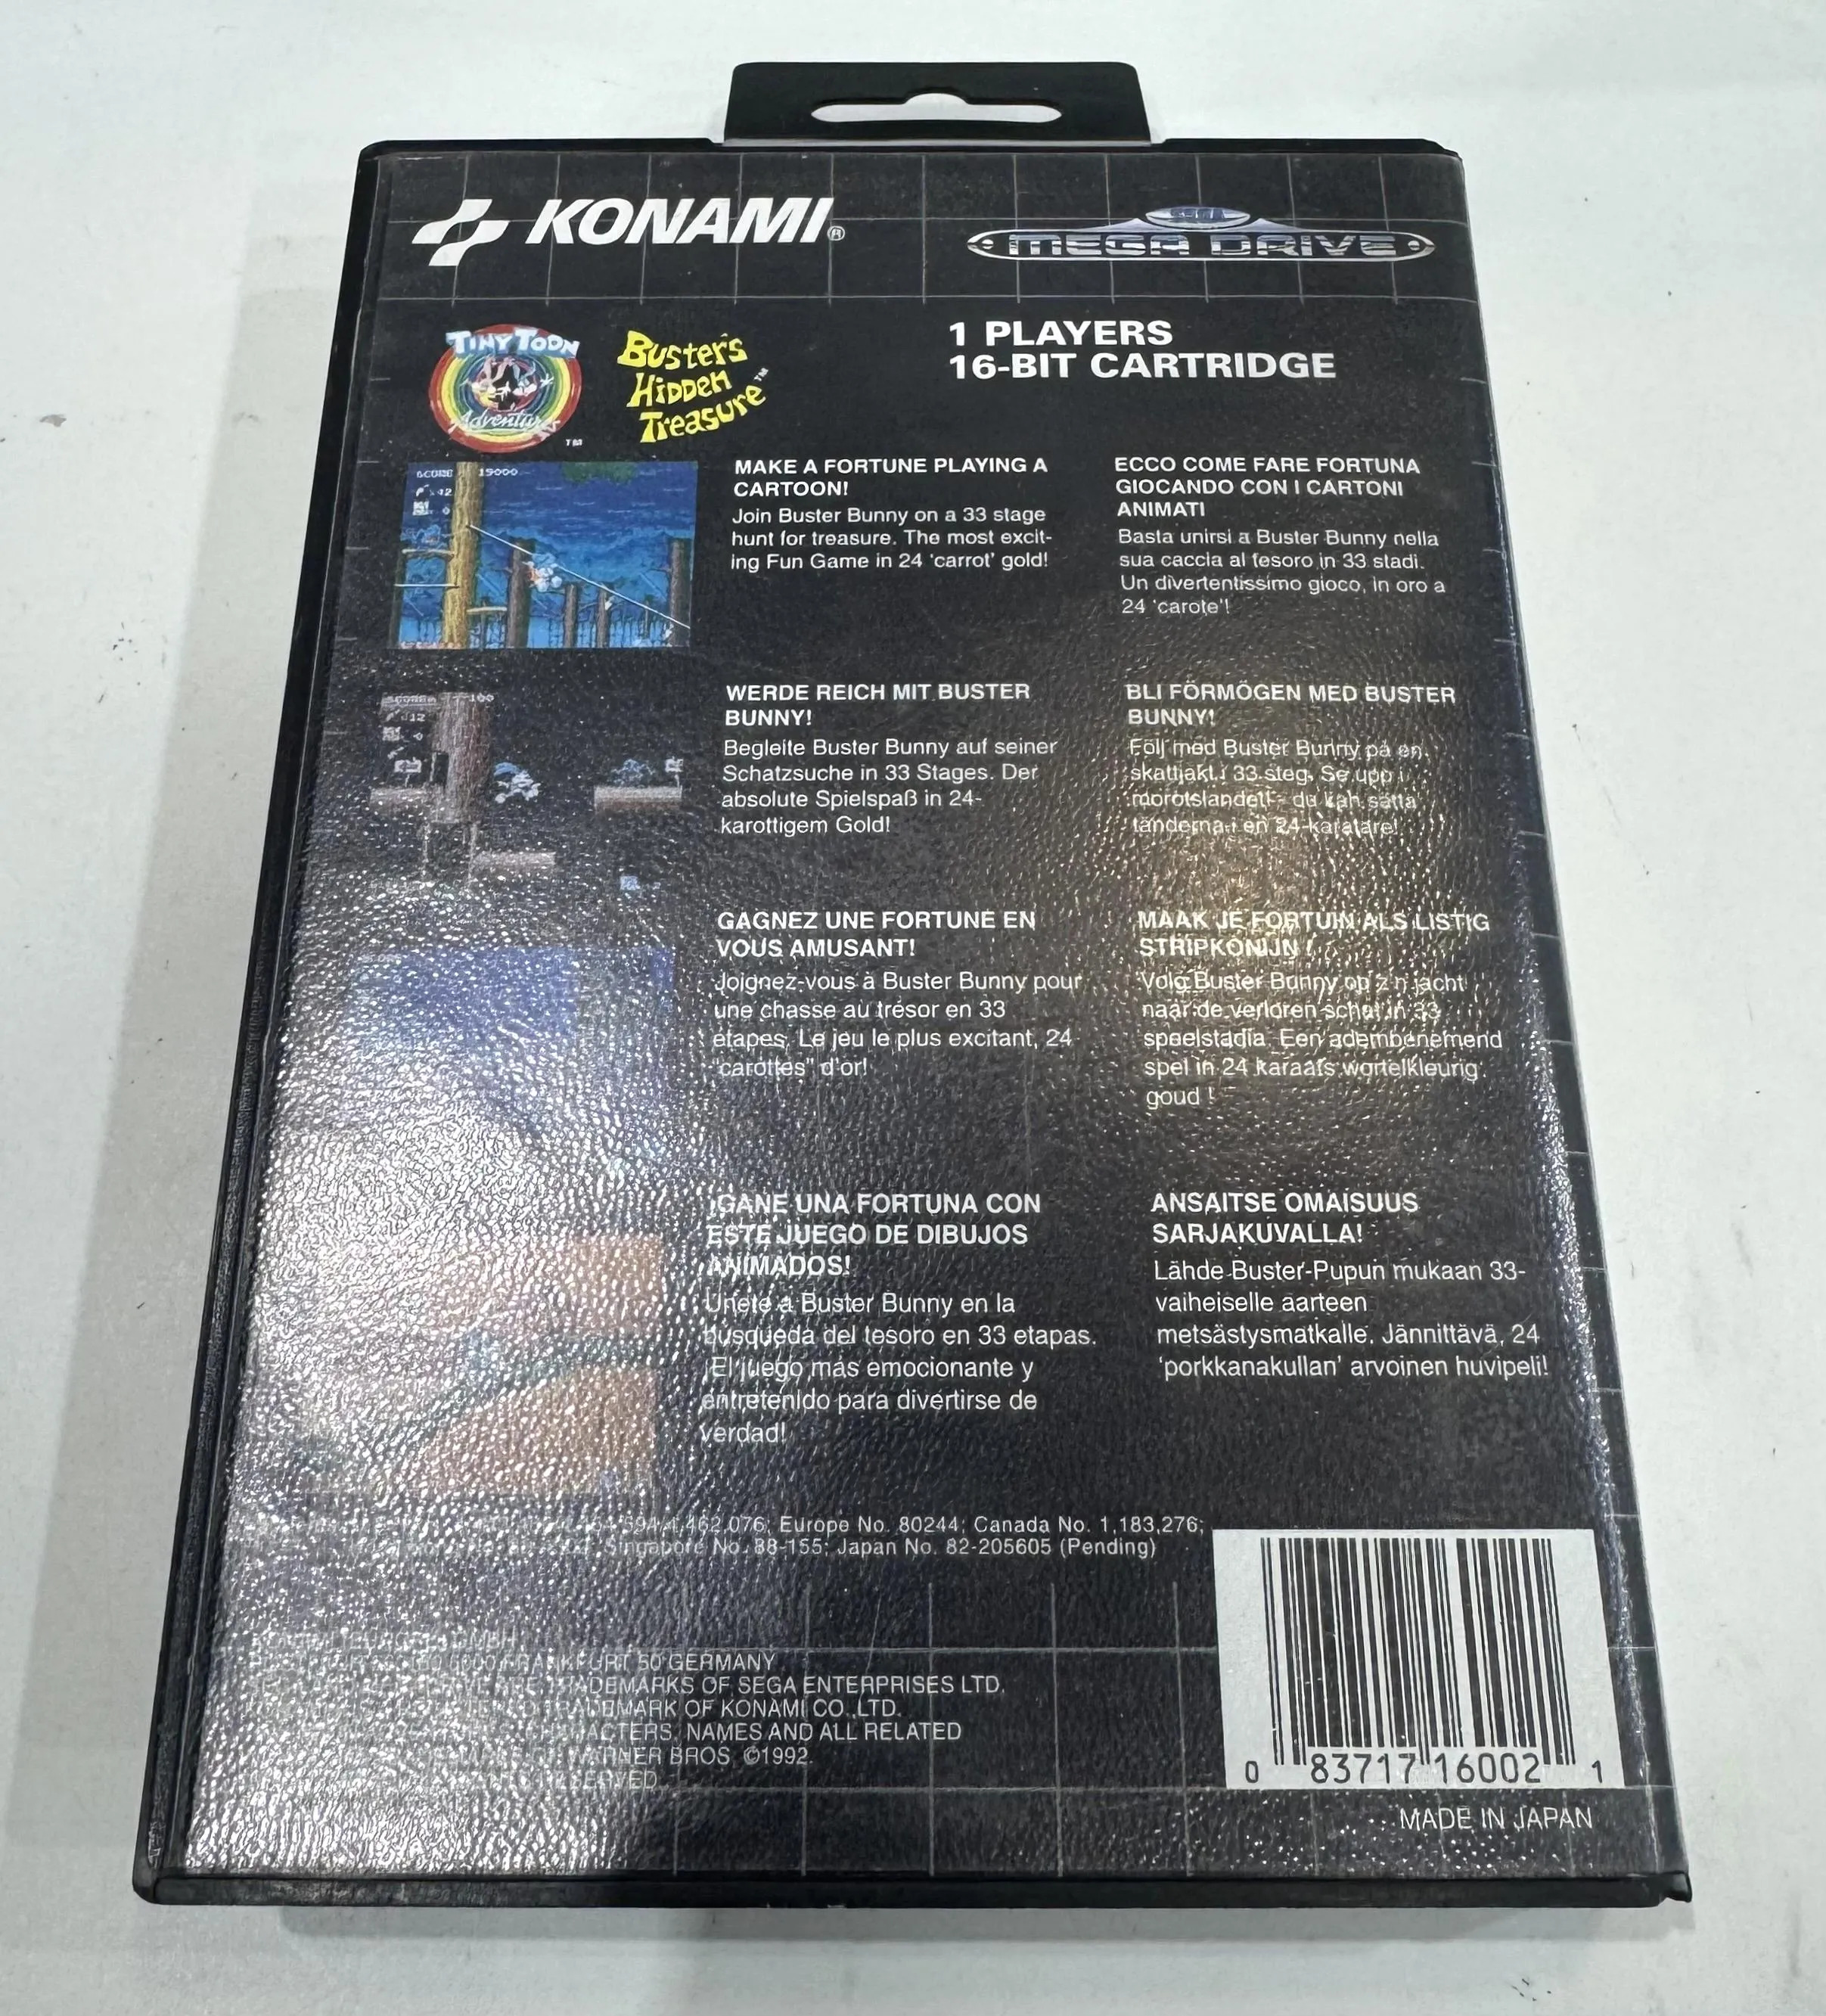 KONAMI®
SEGA
MEGA DRIVE
TINY TOON
Adventures
TM
Buster's
Hidden
Treasure™
1 PLAYERS
16-BIT CARTRIDGE
SCORE 15000
MAKE A FORTUNE PLAYING A
CARTOON!
Join Buster Bunny on a 33 stage
hunt for treasure. The most excit-
ing Fun Game in 24 'carrot' gold!
ECCO COME FARE FORTUNA
GIOCANDO CON I CARTONI
ANIMATI
Basta unirsi a Buster Bunny nella
sua caccia al tesoro in 33 stadi.
Un divertentissimo gioco, in oro a
24 'carote'!
WERDE REICH MIT BUSTER
BUNNY!
Begleite Buster Bunny auf seiner
Schatzsuche in 33 Stages. Der
absolute Spielspaß in 24-
karottigem Gold!
BLI FÖRMÖGEN MED BUSTER
BUNNY!
Följ med Buster Bunny på en
skattjakt i 33 steg. Se upp i
morotslandet! - du kan sätta
tänderna i en 24-karatare!
GAGNEZ UNE FORTUNE EN
VOUS AMUSANT!
Joignez-vous à Buster Bunny pour
une chasse au trésor en 33
etapes. Le jeu le plus excitant, 24
"carottes" d'or!
MAAK JE FORTUIN ALS LISTIG
STRIPKONIJN !
Volg Buster Bunny op z'n jacht
naar de verloren schat in 33
speelstadia. Een adembenemend
spel in 24 karaats wortelkleurig
goud !
¡GANE UNA FORTUNA CON
ESTE JUEGO DE DIBUJOS
ANIMADOS!
Unete a Buster Bunny en la
busqueda del tesoro en 33 etapas.
El juego más emocionante y
entretenido para divertirse de
verdad!
ANSAITSE OMAISUUS
SARJAKUVALLA!
Lähde Buster-Pupun mukaan 33-
vaiheiselle aarteen
metsästysmatkalle. Jännittävä, 24
'porkkanakullan' arvoinen huvipeli!
4,462,076; Europe No. 80244; Canada No. 1,183,276;
Singapore No. 88-155; Japan No. 82-205605 (Pending)
GMBH
FRANKFURT 50 GERMANY
TRADEMARKS OF SEGA ENTERPRISES LTD.
TRADEMARK OF KONAMI CO.,LTD.
CHARACTERS, NAMES AND ALL RELATED
WARNER BROS. ©1992.
RESERVED.
0 83717 16002 1
MADE IN JAPAN